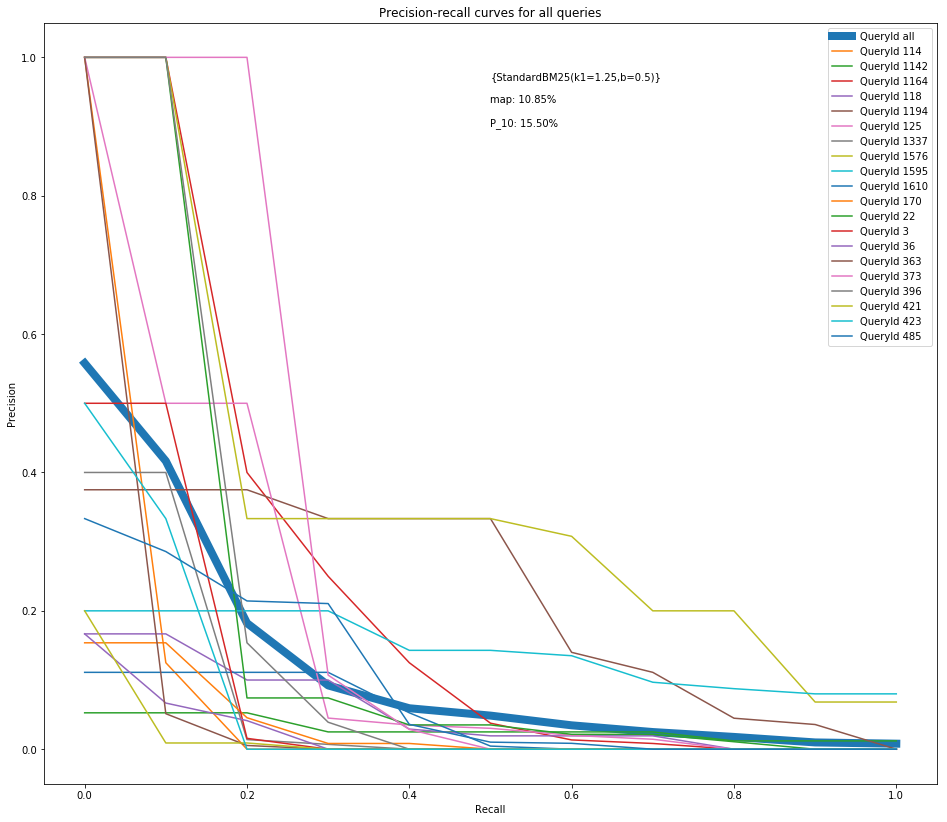 Precision-recall curves for all queries
{StandardBM25(k1=1.25,b=0.5)}
map: 10.85%
P_10: 15.50%
QueryId all
QueryId 114
QueryId 1142
QueryId 1164
QueryId 118
QueryId 1194
QueryId 125
QueryId 1337
QueryId 1576
QueryId 1595
QueryId 1610
QueryId 170
QueryId 22
QueryId 3
QueryId 36
QueryId 363
QueryId 373
QueryId 396
QueryId 421
QueryId 423
QueryId 485
Precision
1.0
0.8
0.6
0.4
0.2
0.0
0.0
0.2
0.4
0.6
0.8
1.0
Recall